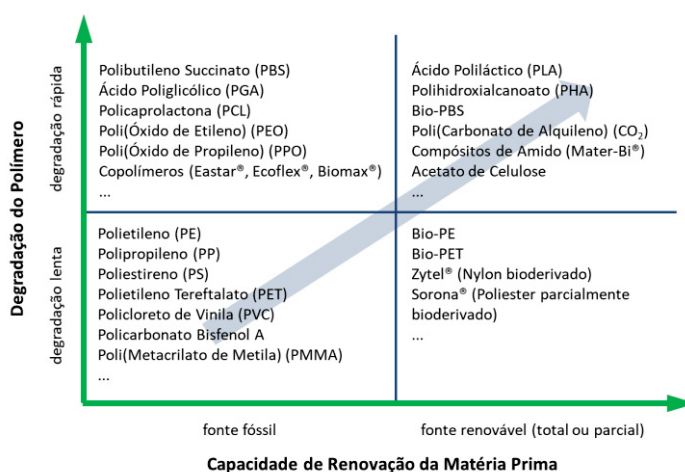 Degradação do Polímero
degradação rápida
degradação lenta
Polibutileno Succinato (PBS)
Ácido Poliglicólico (PGA)
Policaprolactona (PCL)
Poli(Óxido de Etileno) (PEO)
Poli(Óxido de Propileno) (PPO)
Copolímeros (Eastar®, Ecoflex®, Biomax®)
...
Ácido Poliláctico (PLA)
Polihidroxialcanoato (PHA)
Bio-PBS
Poli(Carbonato de Alquileno) (CO₂)
Compósitos de Amido (Mater-Bi®)
Acetato de Celulose
...
Polietileno (PE)
Polipropileno (PP)
Poliestireno (PS)
Polietileno Tereftalato (PET)
Policloreto de Vinila (PVC)
Policarbonato Bisfenol A
Poli(Metacrilato de Metila) (PMMA)
...
Bio-PE
Bio-PET
Zytel® (Nylon bioderivado)
Sorona® (Poliester parcialmente
bioderivado)
...
fonte fóssil
fonte renovável (total ou parcial)
Capacidade de Renovação da Matéria Prima